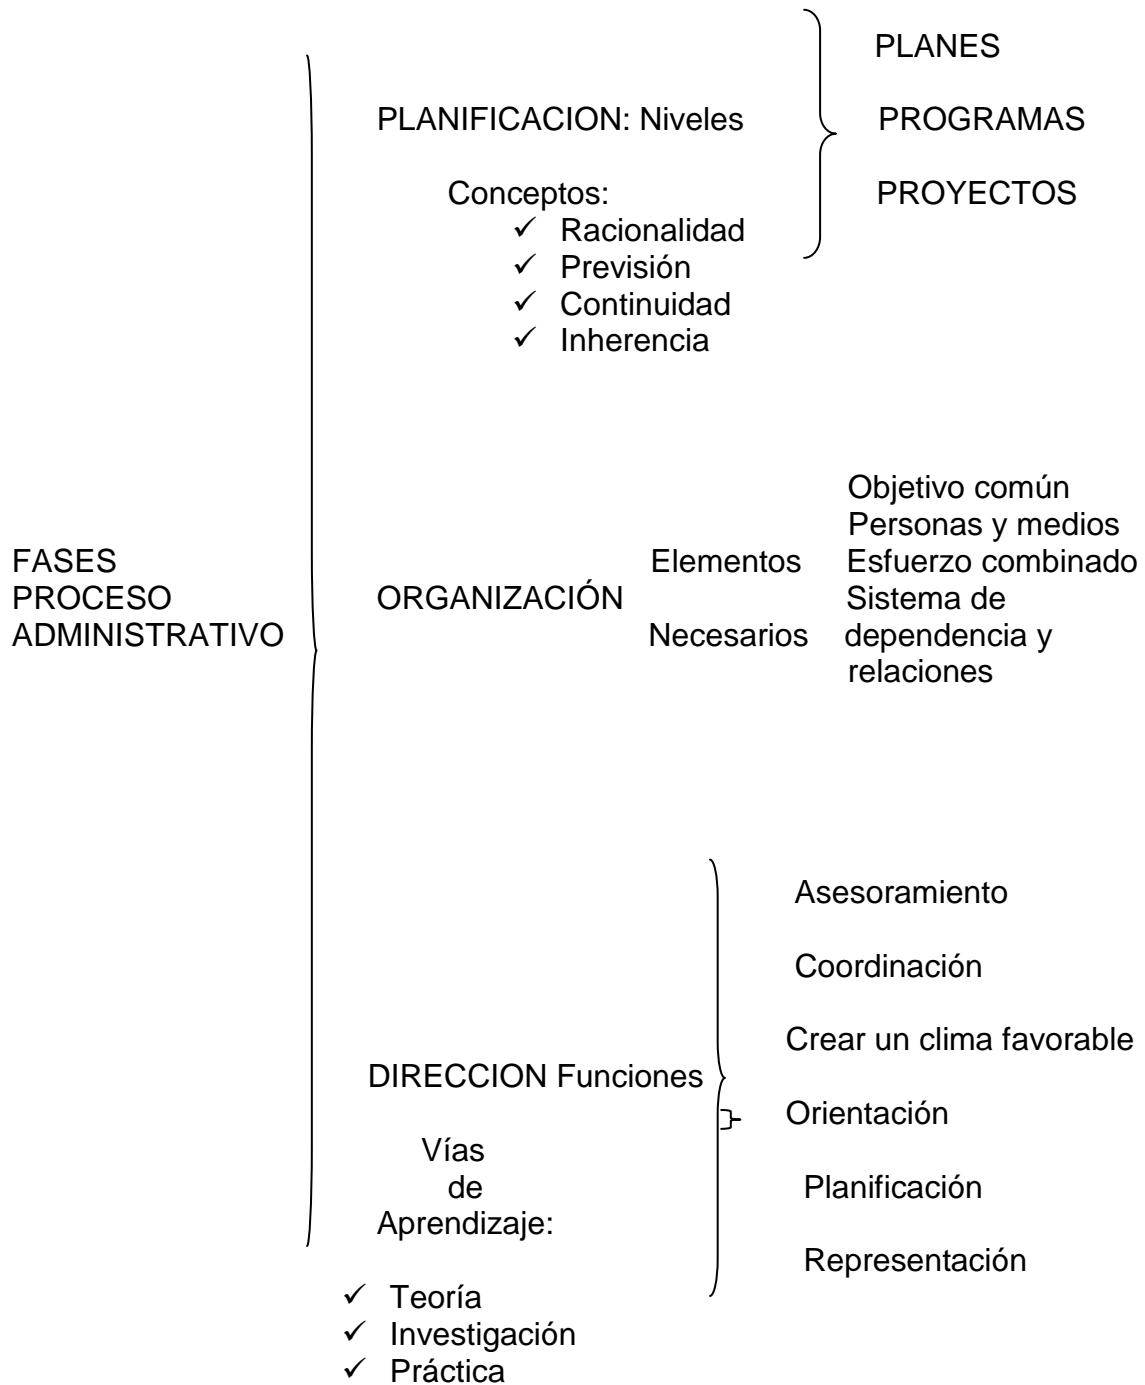 FASES
PROCESO
ADMINISTRATIVO
PLANIFICACION: Niveles
Conceptos:
✓ Racionalidad
✓ Previsión
✓ Continuidad
✓ Inherencia
PLANES
PROGRAMAS
PROYECTOS
ORGANIZACIÓN
Elementos
Necesarios
Objetivo común
Personas y medios
Esfuerzo combinado
Sistema de
dependencia y
relaciones
DIRECCION Funciones
Vías
de
Aprendizaje:
✓ Teoría
✓ Investigación
✓ Práctica
Asesoramiento
Coordinación
Crear un clima favorable
Orientación
Planificación
Representación